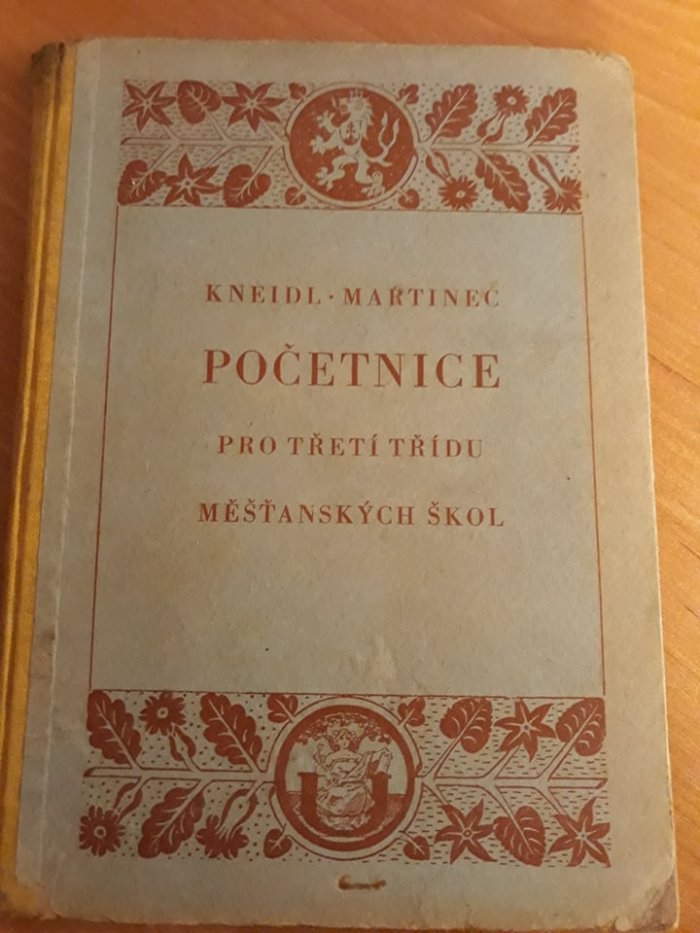 KNEIDL · MARTINEC
POČETNICE
PRO TŘETÍ TŘÍDU
MĚŠŤANSKÝCH ŠKOL
U